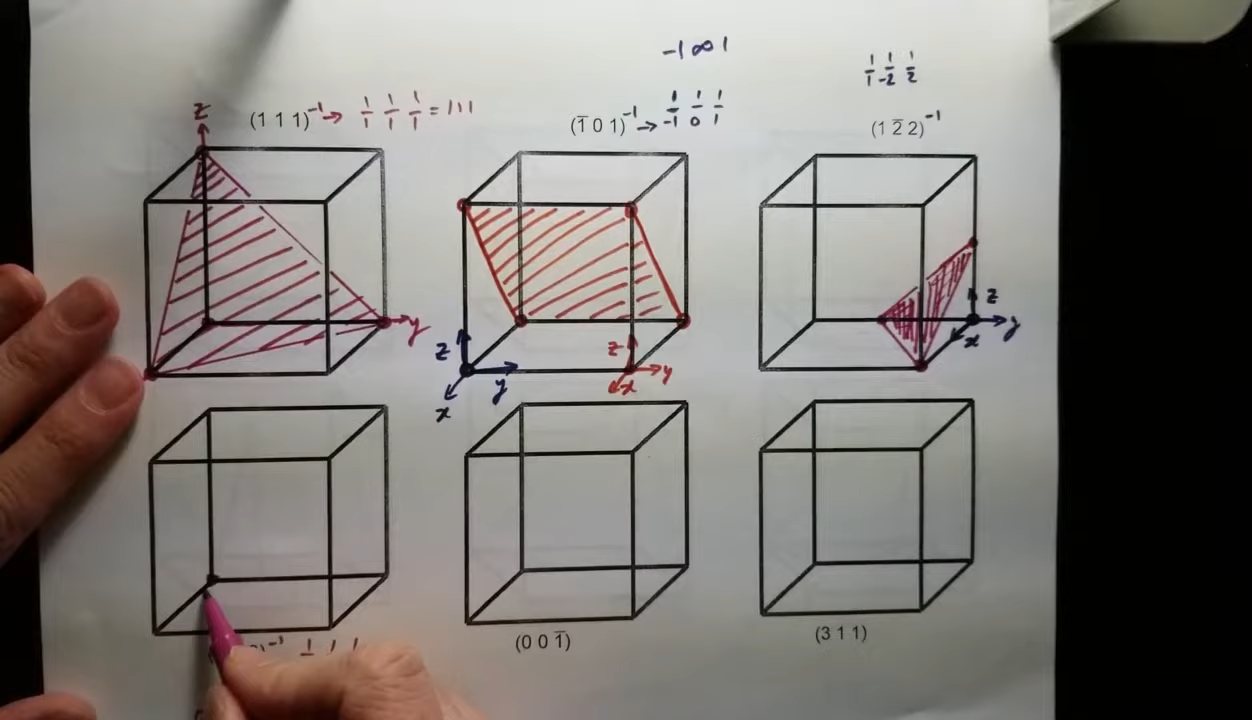 -1 ∞ 1
1/1 1/-2 1/2
z
(1 1 1)⁻¹→ 1/1 1/1 1/1 = 111
(1̅ 0 1)⁻¹→ 1/-1 1/0 1/1
(1 2̅ 2)⁻¹
y
z
x
y
z
x
y
z
x
y
(0 0 1̅)
(3 1 1)